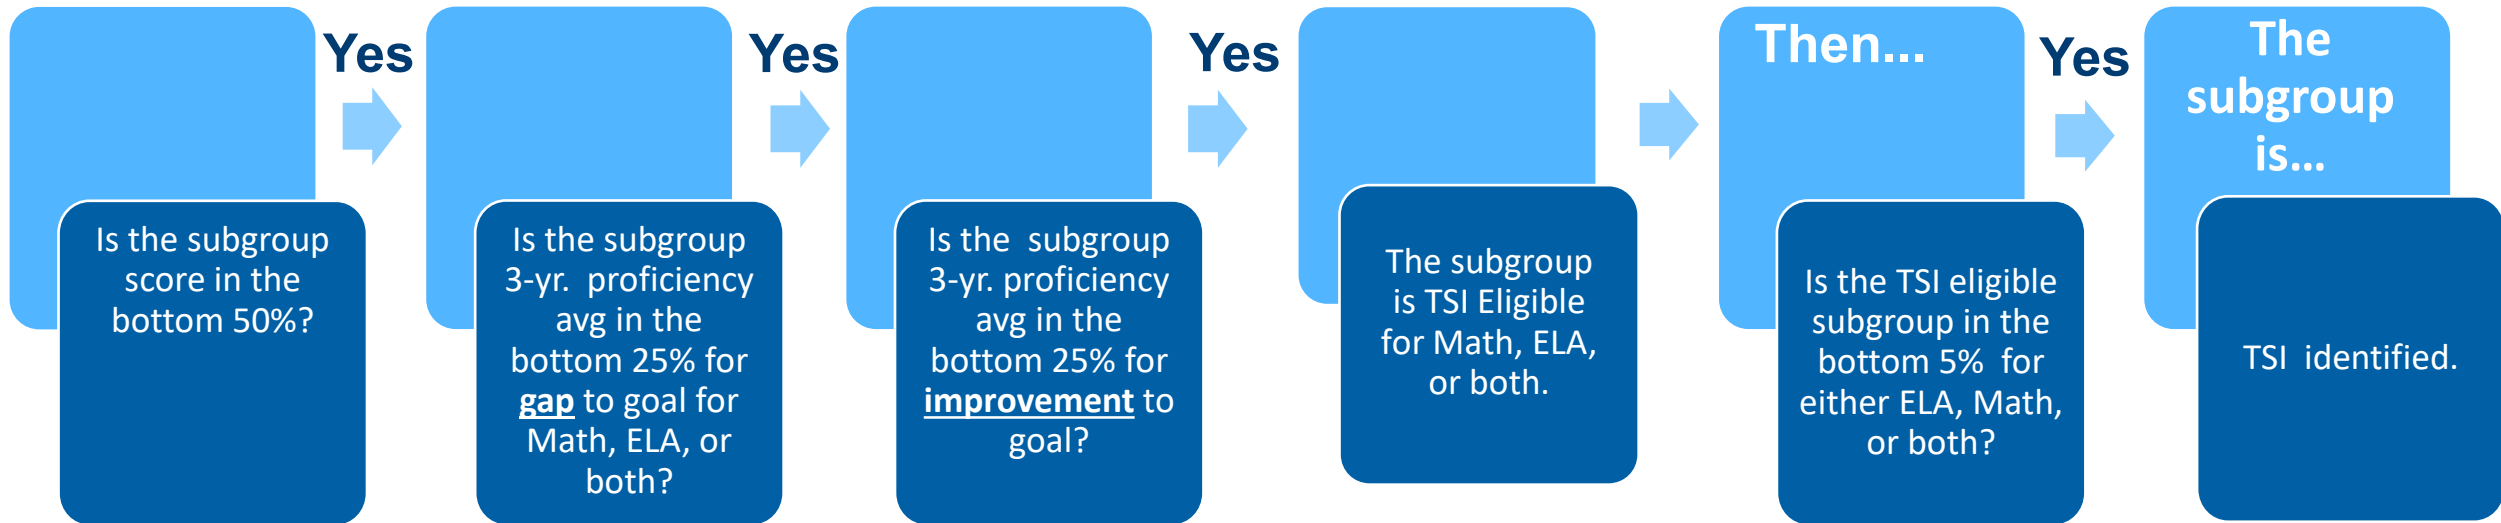 Is the subgroup
score in the
bottom 50%?
Yes
Is the subgroup
3-yr. proficiency
avg in the
bottom 25% for
gap to goal for
Math, ELA, or
both?
Yes
Is the subgroup
3-yr. proficiency
avg in the
bottom 25% for
improvement to
goal?
Yes
The subgroup
is TSI Eligible
for Math, ELA,
or both.
Then...
Is the TSI eligible
subgroup in the
bottom 5% for
either ELA, Math,
or both?
Yes
The
subgroup
is...
TSI identified.